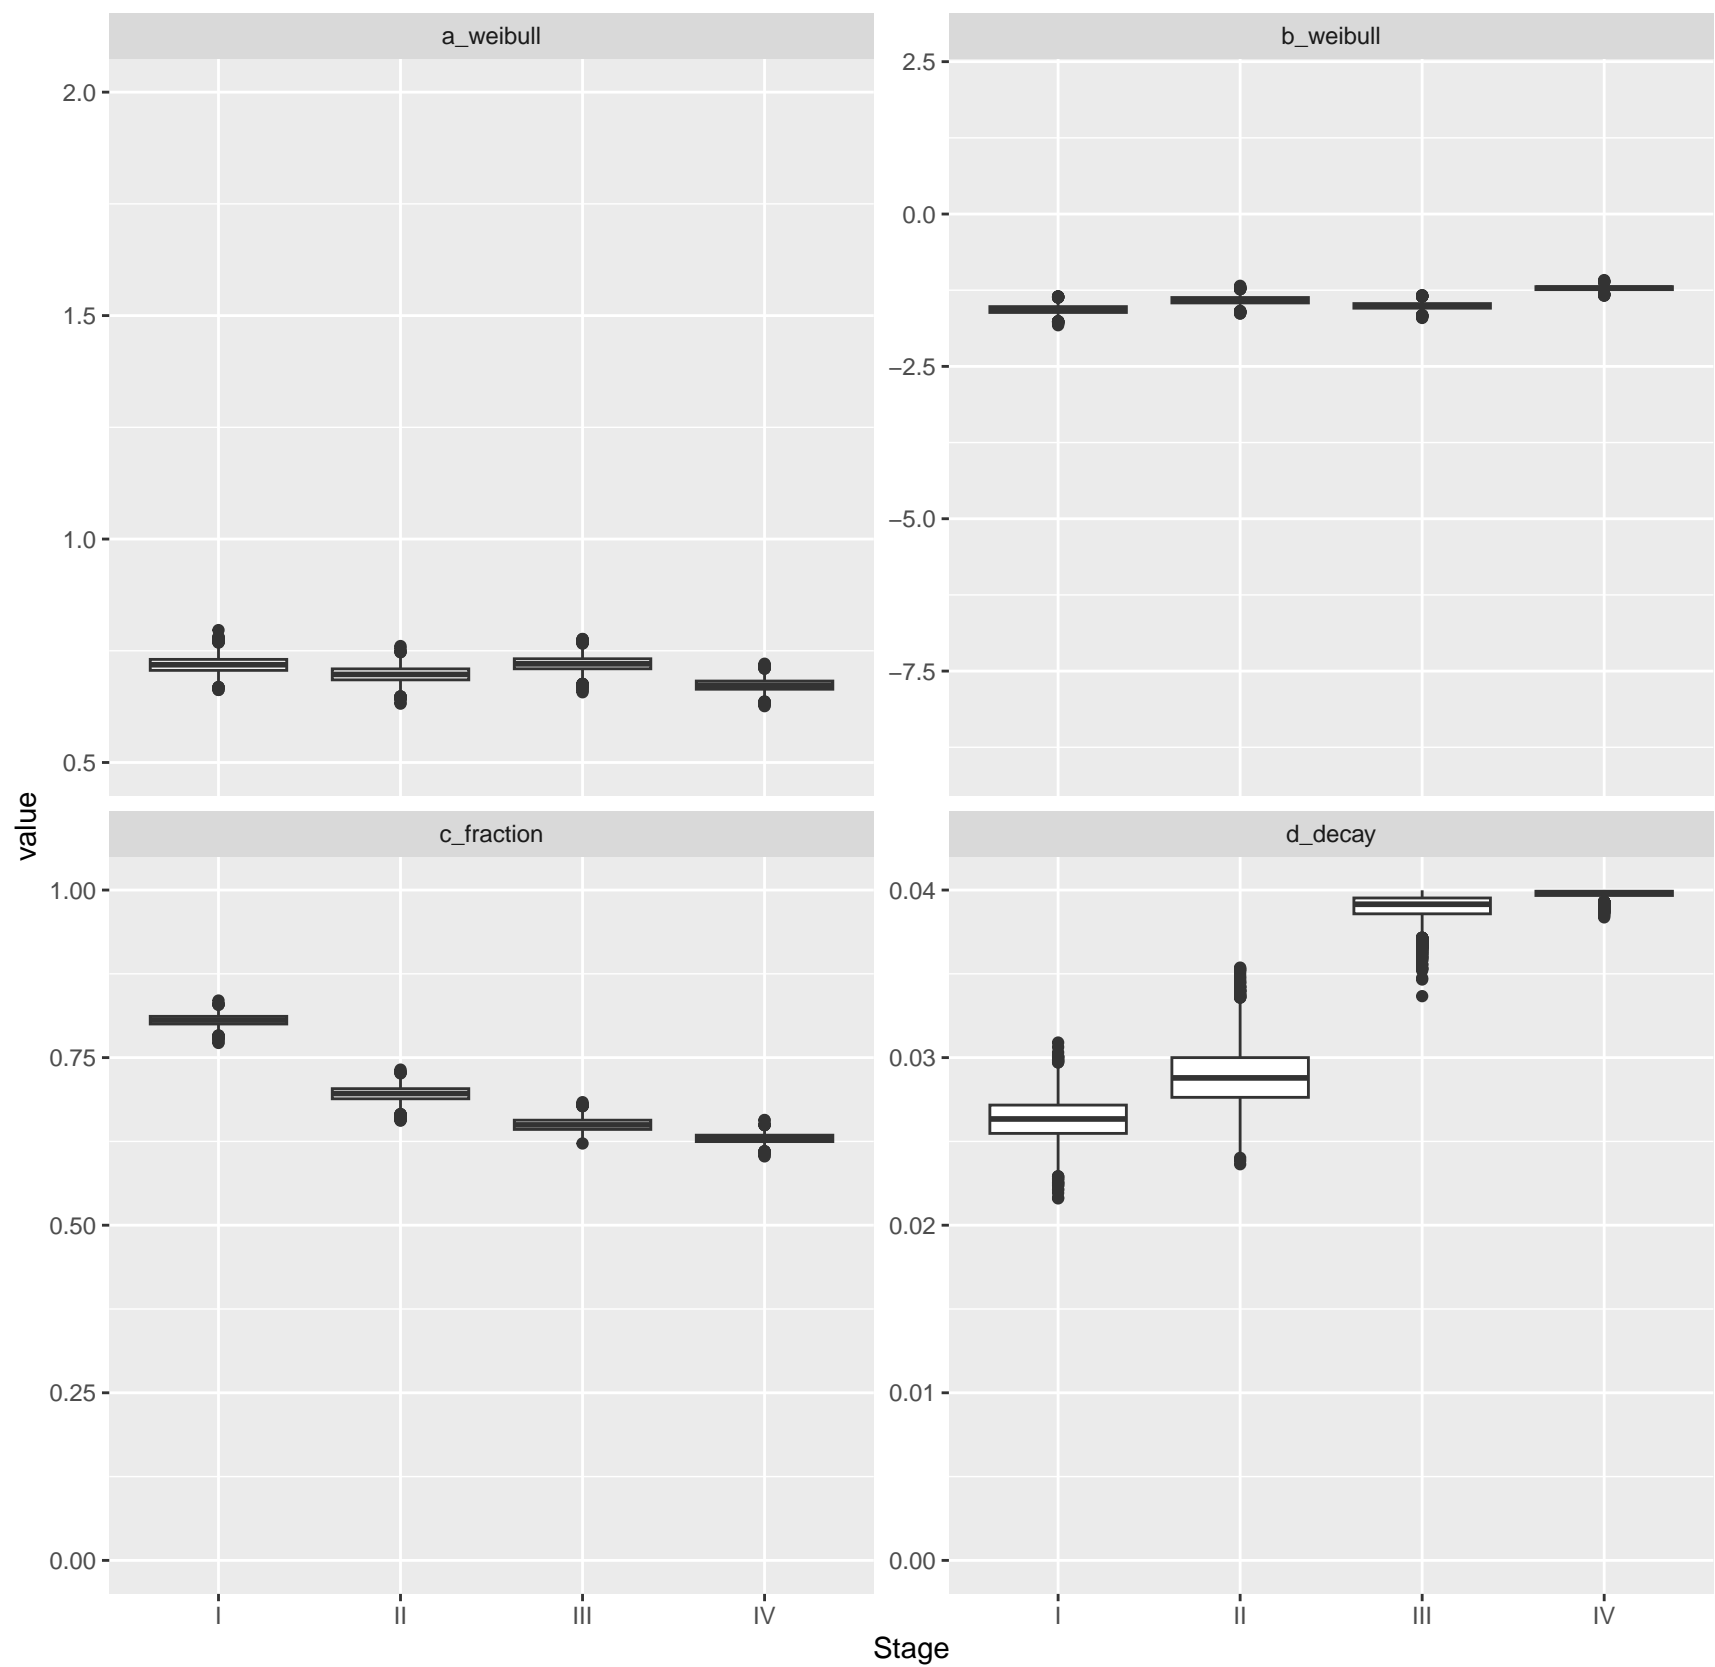 a_weibull
b_weibull
2.0
1.5
1.0
0.5
2.5
0.0
−2.5
−5.0
−7.5
value
c_fraction
d_decay
1.00
0.75
0.50
0.25
0.00
0.04
0.03
0.02
0.01
0.00
I II III IV
I II III IV
Stage